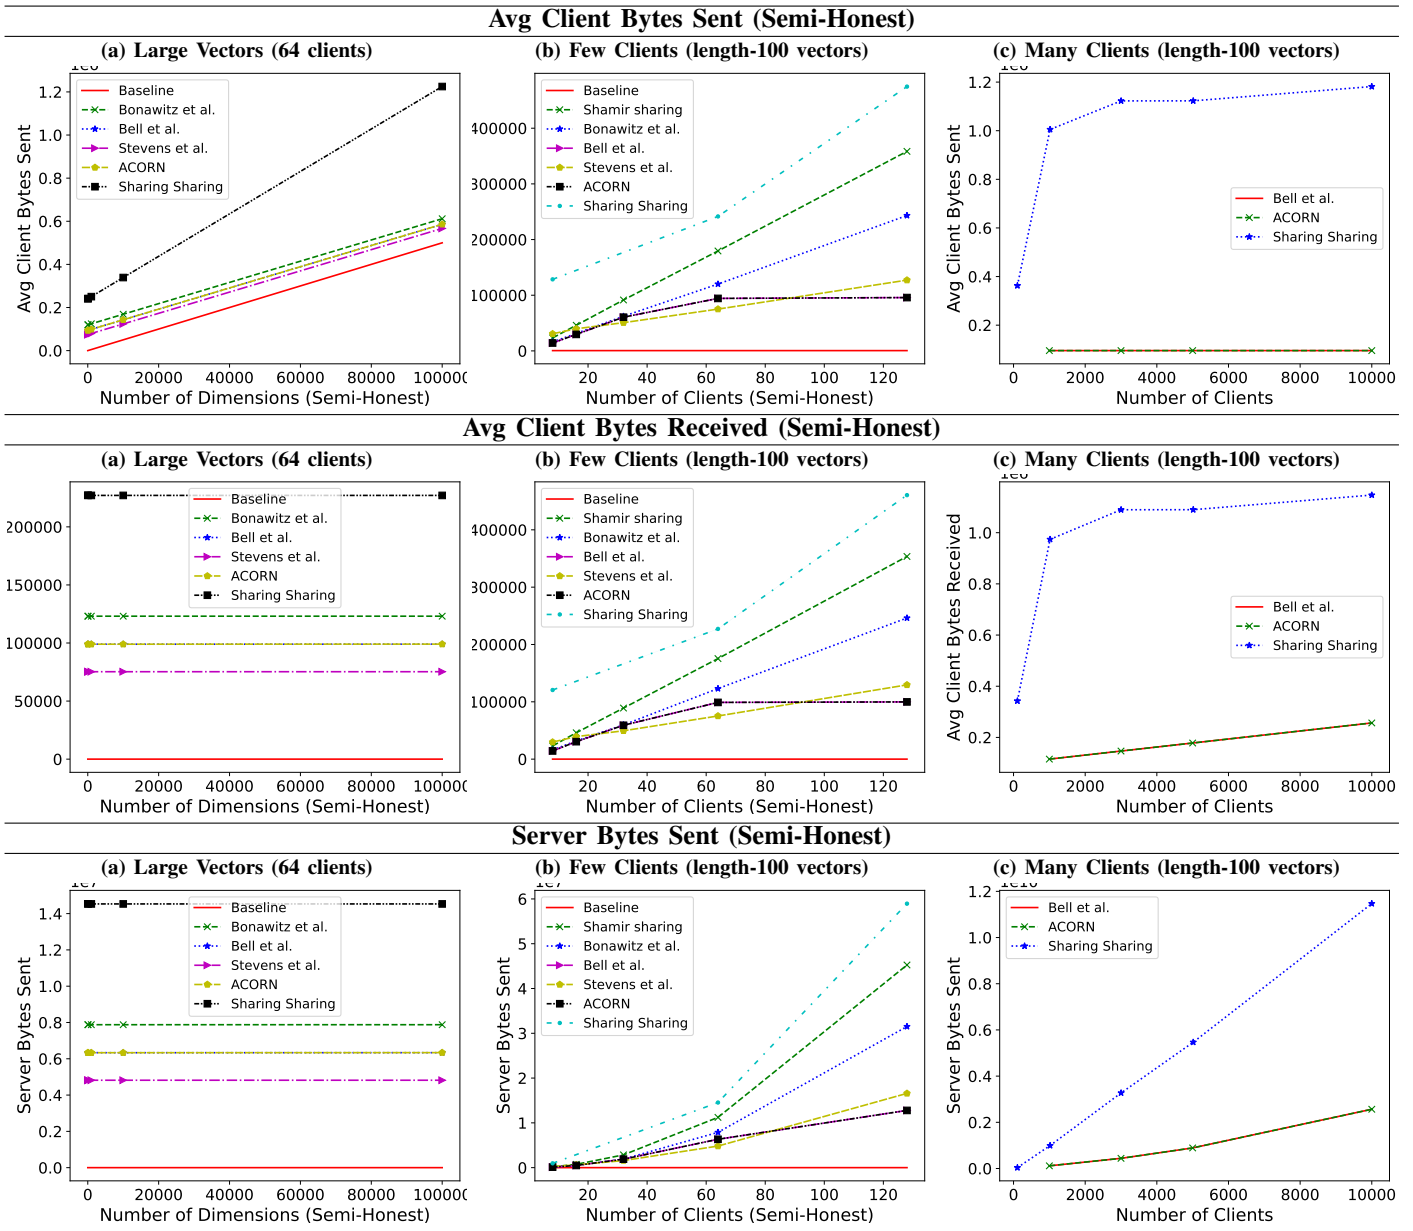 Avg Client Bytes Sent (Semi-Honest)
(a) Large Vectors (64 clients)
1e6
Avg Client Bytes Sent
1.2
1.0
0.8
0.6
0.4
0.2
0.0
Baseline
Bonawitz et al.
Bell et al.
Stevens et al.
ACORN
Sharing Sharing
0 20000 40000 60000 80000 100000
Number of Dimensions (Semi-Honest)
(b) Few Clients (length-100 vectors)
400000
300000
200000
100000
0
Baseline
Shamir sharing
Bonawitz et al.
Bell et al.
Stevens et al.
ACORN
Sharing Sharing
20 40 60 80 100 120
Number of Clients (Semi-Honest)
(c) Many Clients (length-100 vectors)
1e6
Avg Client Bytes Sent
1.2
1.0
0.8
0.6
0.4
0.2
Bell et al.
ACORN
Sharing Sharing
0 2000 4000 6000 8000 10000
Number of Clients
Avg Client Bytes Received (Semi-Honest)
(a) Large Vectors (64 clients)
200000
150000
100000
50000
0
Baseline
Bonawitz et al.
Bell et al.
Stevens et al.
ACORN
Sharing Sharing
0 20000 40000 60000 80000 100000
Number of Dimensions (Semi-Honest)
(b) Few Clients (length-100 vectors)
400000
300000
200000
100000
0
Baseline
Shamir sharing
Bonawitz et al.
Bell et al.
Stevens et al.
ACORN
Sharing Sharing
20 40 60 80 100 120
Number of Clients (Semi-Honest)
(c) Many Clients (length-100 vectors)
1e6
Avg Client Bytes Received
1.0
0.8
0.6
0.4
0.2
Bell et al.
ACORN
Sharing Sharing
0 2000 4000 6000 8000 10000
Number of Clients
Server Bytes Sent (Semi-Honest)
(a) Large Vectors (64 clients)
1e7
Server Bytes Sent
1.4
1.2
1.0
0.8
0.6
0.4
0.2
0.0
Baseline
Bonawitz et al.
Bell et al.
Stevens et al.
ACORN
Sharing Sharing
0 20000 40000 60000 80000 100000
Number of Dimensions (Semi-Honest)
(b) Few Clients (length-100 vectors)
1e7
Server Bytes Sent
6
5
4
3
2
1
0
Baseline
Shamir sharing
Bonawitz et al.
Bell et al.
Stevens et al.
ACORN
Sharing Sharing
20 40 60 80 100 120
Number of Clients (Semi-Honest)
(c) Many Clients (length-100 vectors)
1e10
Server Bytes Sent
1.2
1.0
0.8
0.6
0.4
0.2
0.0
Bell et al.
ACORN
Sharing Sharing
0 2000 4000 6000 8000 10000
Number of Clients